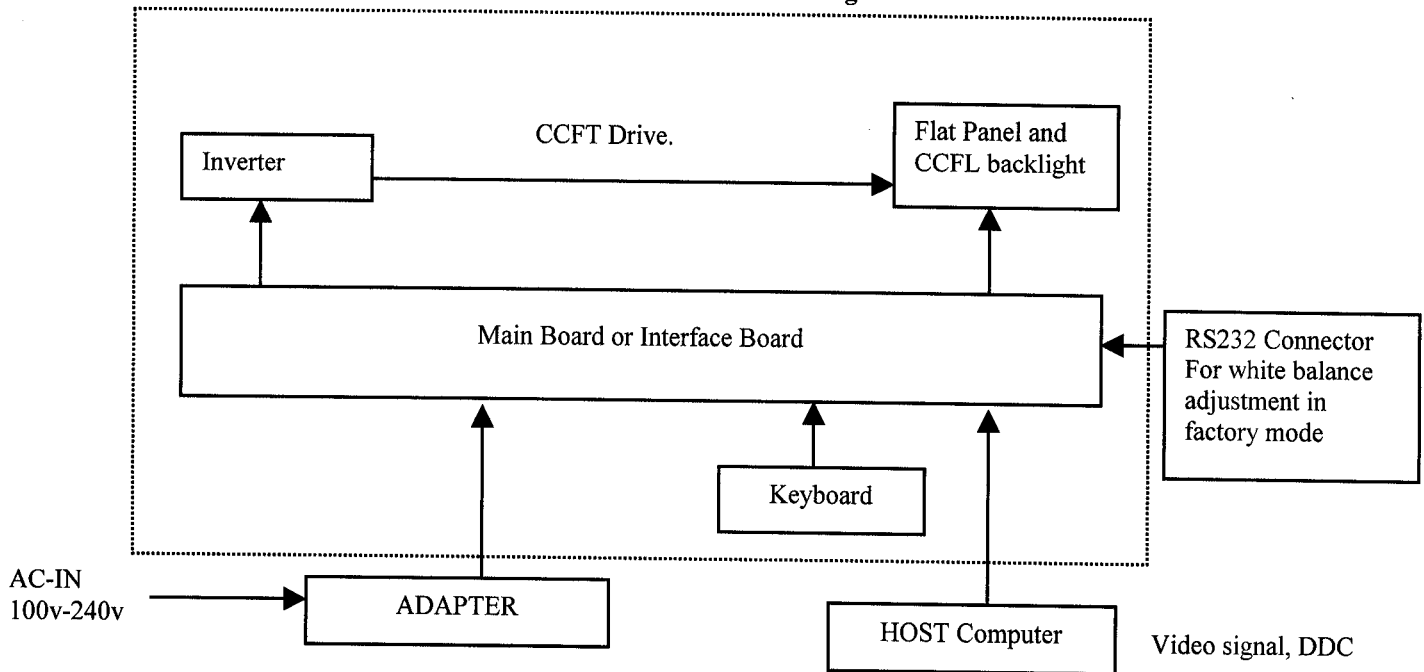 Inverter
CCFT Drive.
Flat Panel and
CCFL backlight
Main Board or Interface Board
RS232 Connector
For white balance
adjustment in
factory mode
Keyboard
AC-IN
100v-240v
ADAPTER
HOST Computer
Video signal, DDC